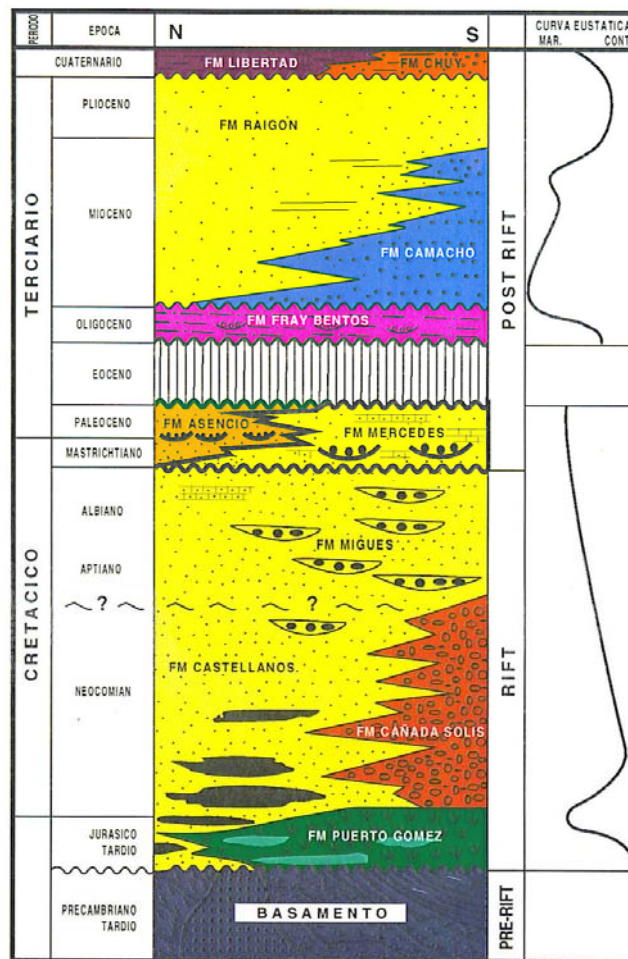 PERIODO EPOCA N S CURVA EUSTATICA
MAR. CONT
CUATERNARIO FM LIBERTAD FM CHUY
TERCIARIO
PLIOCENO
FM RAIGON
MIOCENO
FM CAMACHO
POST RIFT
OLIGOCENO FM FRAY BENTOS
EOCENO
PALEOCENO FM ASENCIO
FM MERCEDES
MASTRICHTIANO
CRETACICO
ALBIANO
FM MIGUES
APTIANO
? ?
RIFT
FM CASTELLANOS
NEOCOMIAN
FM CAÑADA SOLIS
JURASICO
TARDIO
FM PUERTO GOMEZ
PRECAMBRIANO
TARDIO
BASAMENTO
PRE-RIFT